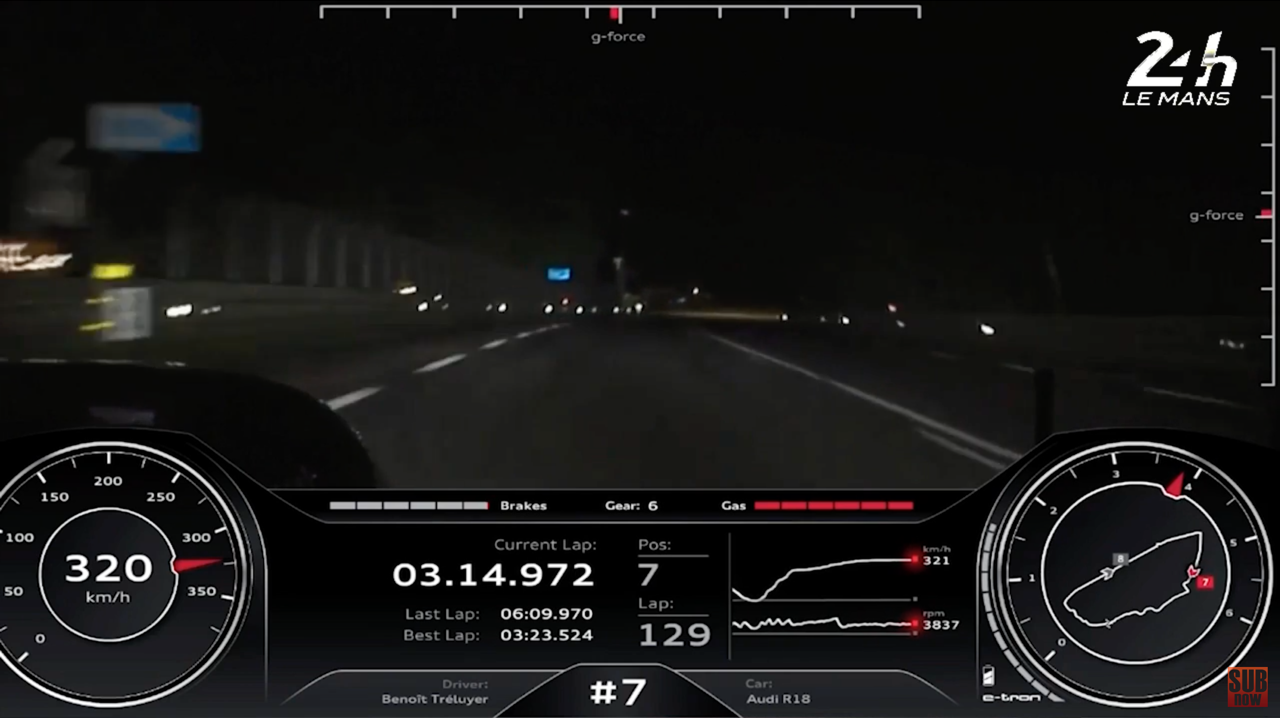 g-force
24h
LE MANS
g-force
200
150
250
100
300
50
350
0
320
km/h
Brakes
Gear: 6
Gas
Current Lap:
03.14.972
Last Lap: 06:09.970
Best Lap: 03:23.524
Pos:
7
Lap:
129
km/h
321
rpm
3837
Driver:
Benoît Tréluyer
#7
Car:
Audi R18
3
4
2
5
1
6
0
8
7
e-tron
SUB
now